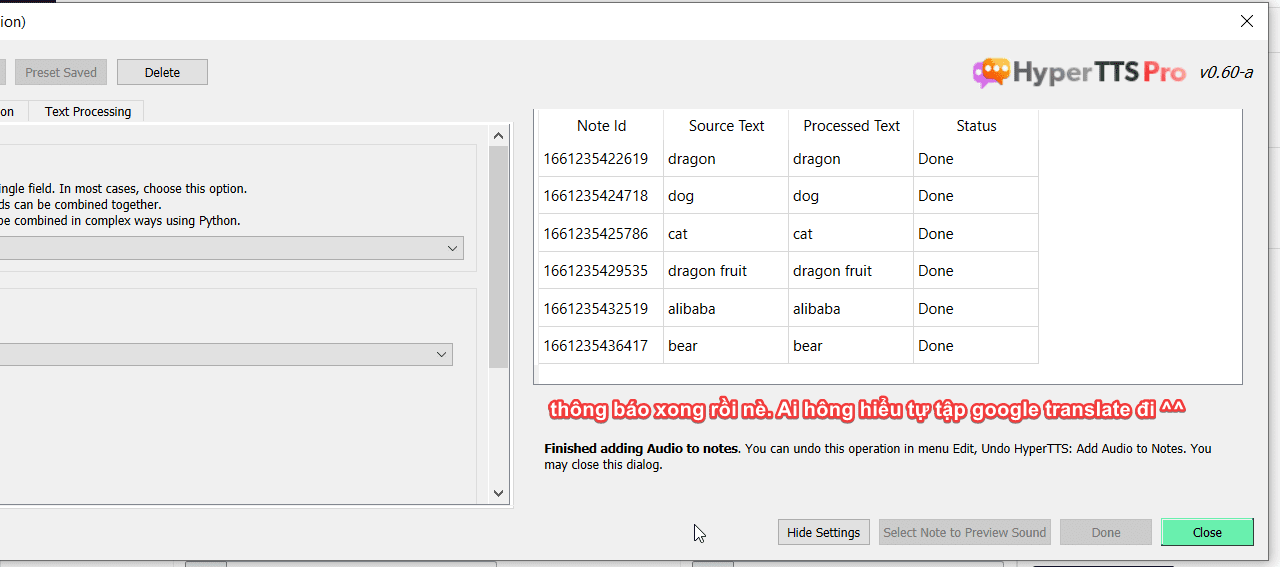 ion)
Preset Saved
Delete
HyperTTS Pro v0.60-a
on
Text Processing
Note Id Source Text Processed Text Status
1661235422619 dragon dragon Done
1661235424718 dog dog Done
1661235425786 cat cat Done
1661235429535 dragon fruit dragon fruit Done
1661235432519 alibaba alibaba Done
1661235436417 bear bear Done
ingle field. In most cases, choose this option.
ds can be combined together.
be combined in complex ways using Python.
thông báo xong rồi nè. Ai hông hiểu tự tập google translate đi ^^
Finished adding Audio to notes. You can undo this operation in menu Edit, Undo HyperTTS: Add Audio to Notes. You
may close this dialog.
Hide Settings
Select Note to Preview Sound
Done
Close